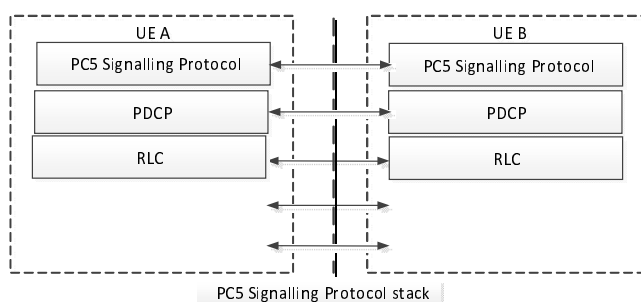 UE A
UE B
PC5 Signalling Protocol
PC5 Signalling Protocol
PDCP
PDCP
RLC
RLC
PC5 Signalling Protocol stack